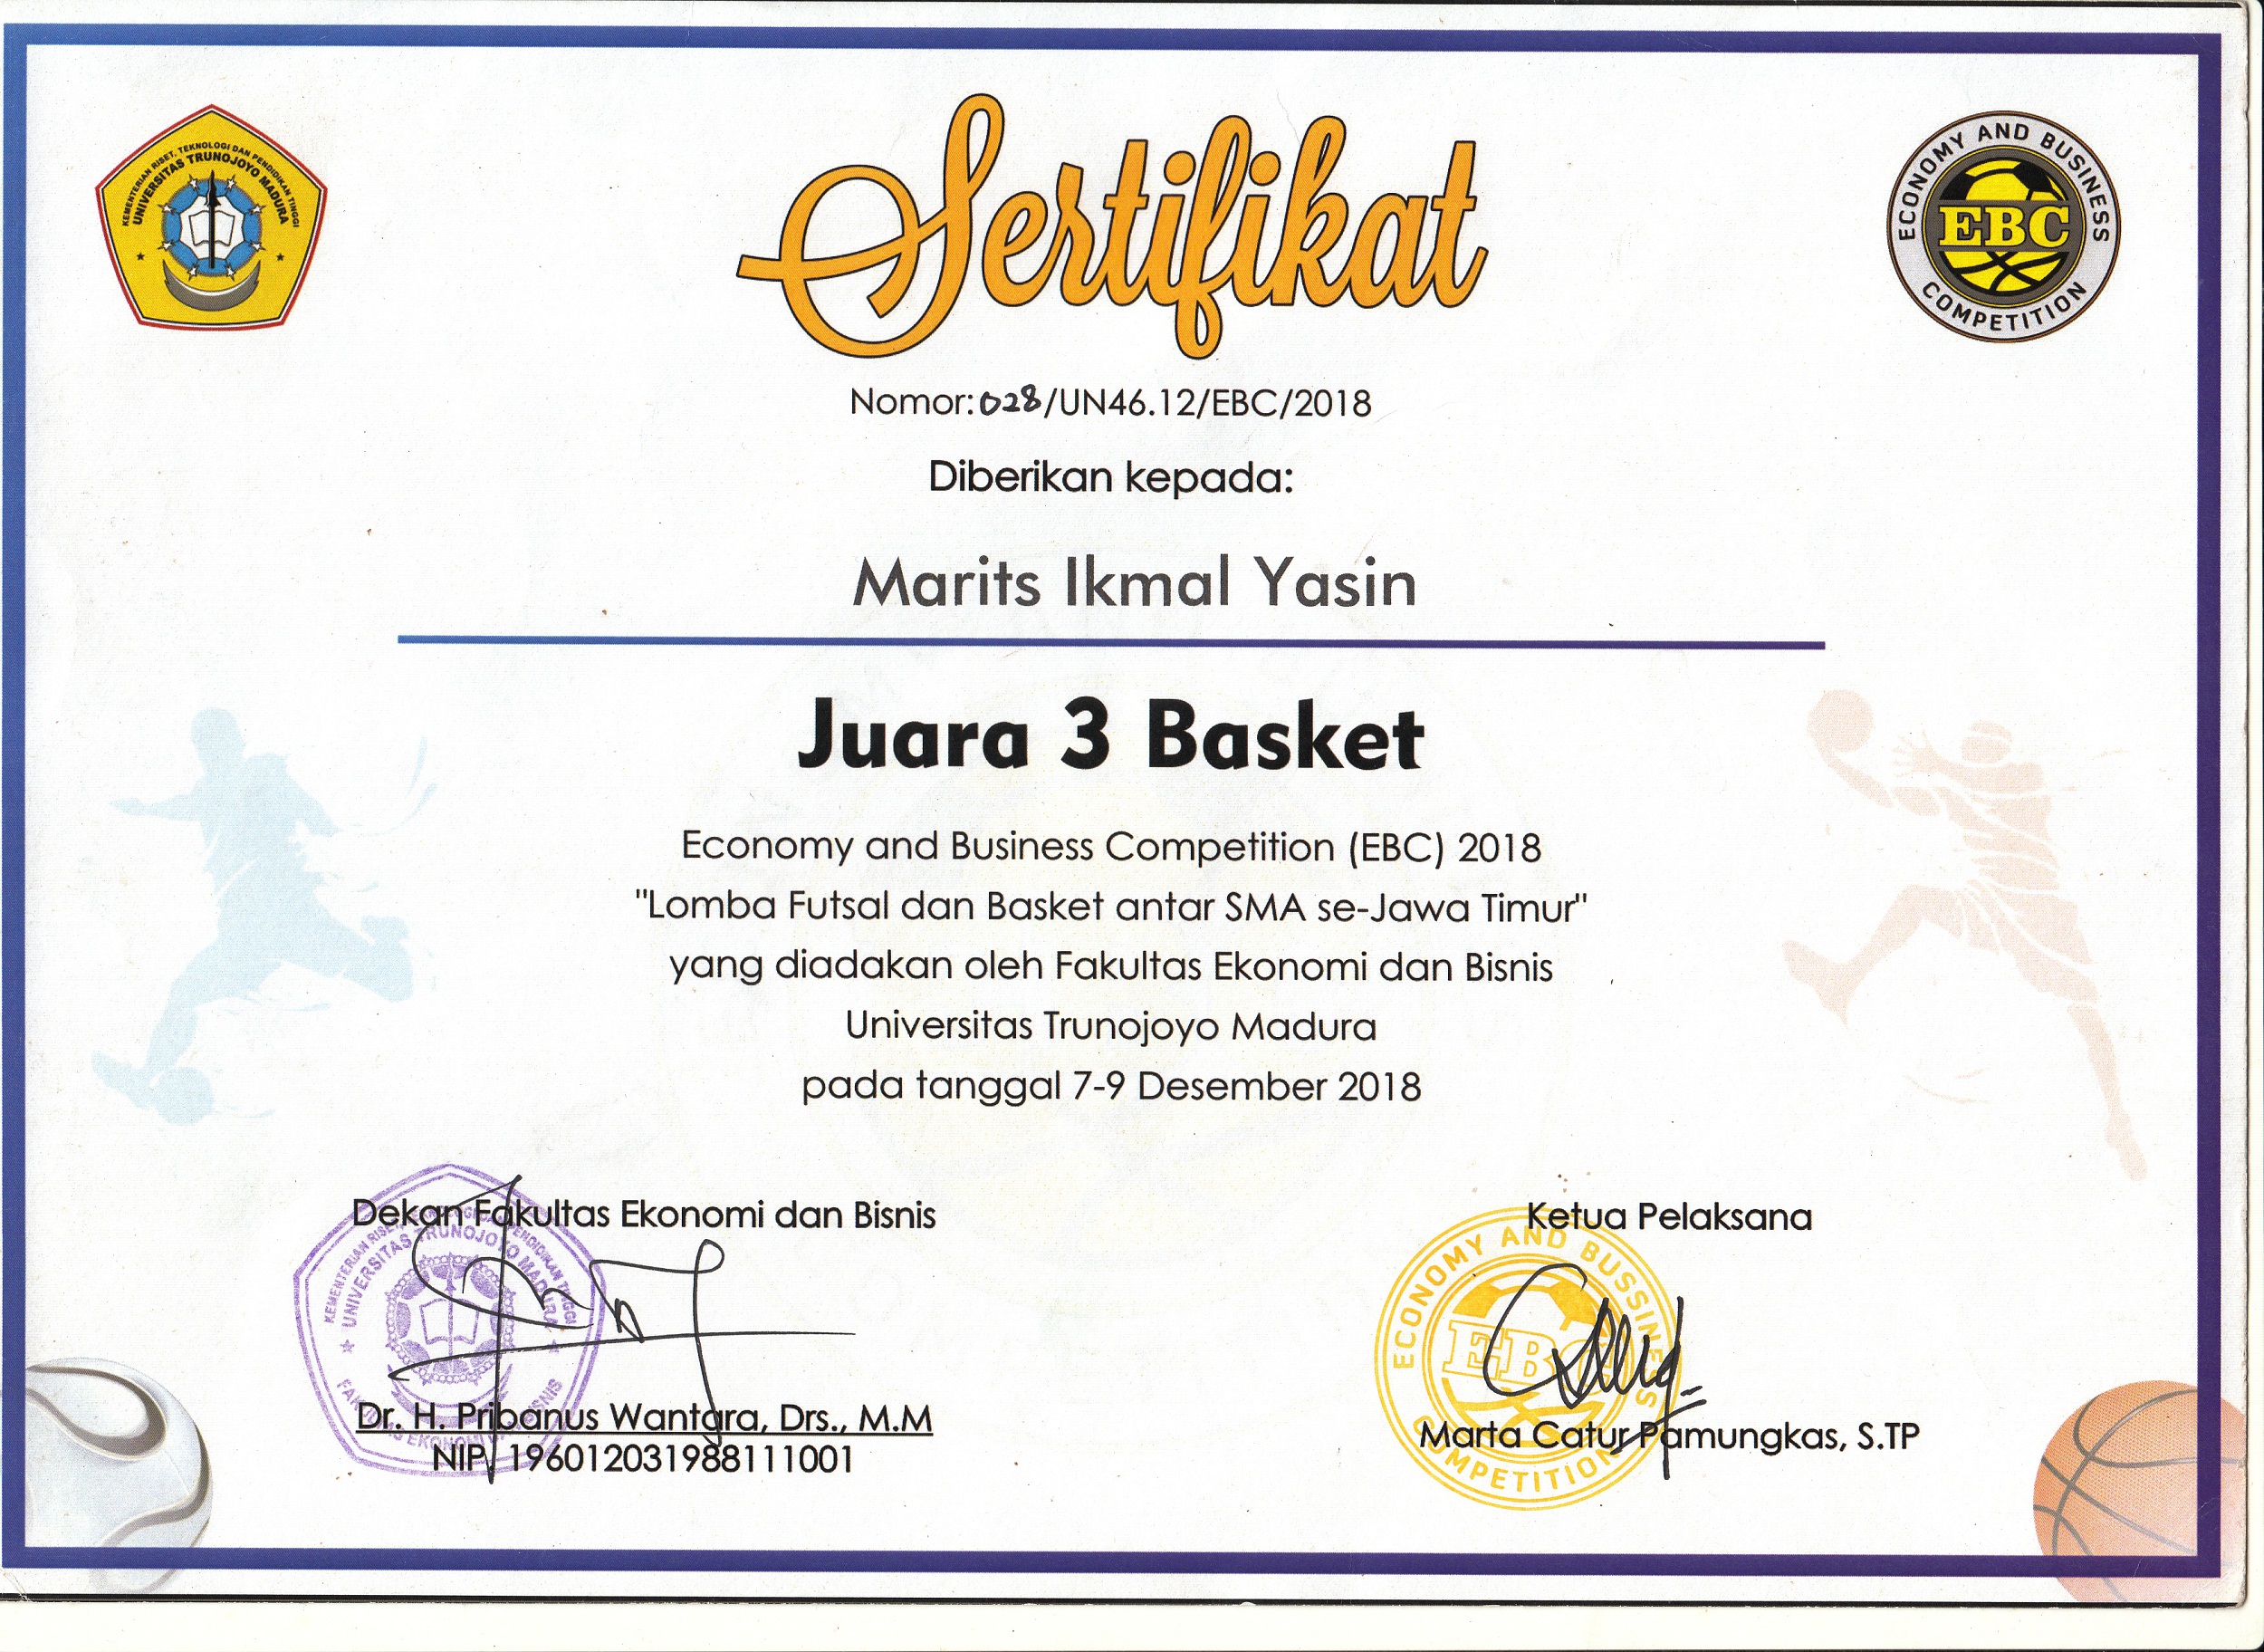 KEMENTERIAN RISET, TEKNOLOGI DAN PENDIDIKAN TINGGI
UNIVERSITAS TRUNOJOYO MADURA
Sertifikat
ECONOMY AND BUSINESS
EBC
COMPETITION
Nomor: 028/UN46.12/EBC/2018
Diberikan kepada:
Marits Ikmal Yasin
Juara 3 Basket
Economy and Business Competition (EBC) 2018
"Lomba Futsal dan Basket antar SMA se-Jawa Timur"
yang diadakan oleh Fakultas Ekonomi dan Bisnis
Universitas Trunojoyo Madura
pada tanggal 7-9 Desember 2018
Dekan Fakultas Ekonomi dan Bisnis
KEMENTERIAN RISET, TEKNOLOGI DAN PENDIDIKAN TINGGI
UNIVERSITAS TRUNOJOYO MADURA
FAKULTAS EKONOMI DAN BISNIS
Dr. H. Pribanus Wantara, Drs., M.M
NIP. 196012031988111001
Ketua Pelaksana
ECONOMY AND BUSSINESS
EBC
COMPETITION
Marta Catur Pamungkas, S.TP